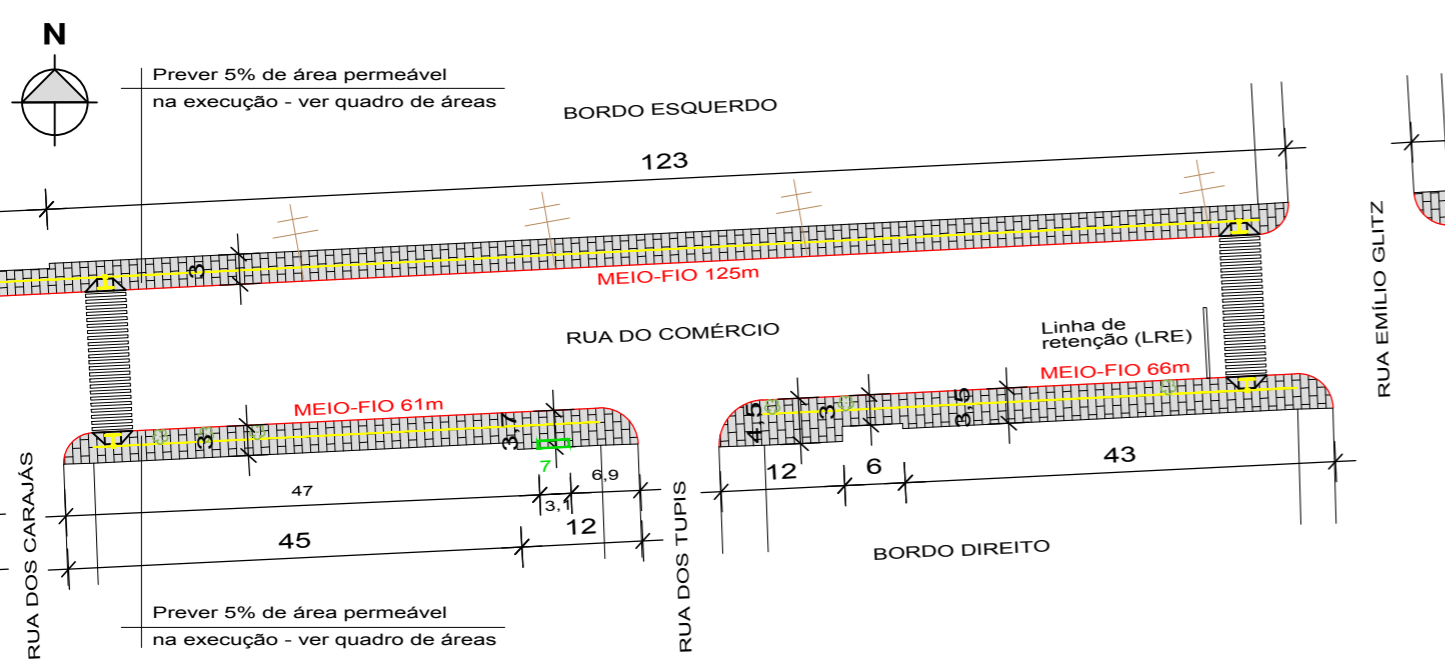 N
Prever 5% de área permeável
na execução - ver quadro de áreas
BORDO ESQUERDO
123
3
MEIO-FIO 125m
RUA DO COMÉRCIO
RUA EMÍLIO GLITZ
Linha de
retenção (LRE)
MEIO-FIO 66m
MEIO-FIO 61m
3
3,7
4,5
3
3,5
7
47
3,1
6,9
45
12
12
6
43
RUA DOS CARAJÁS
RUA DOS TUPIS
BORDO DIREITO
Prever 5% de área permeável
na execução - ver quadro de áreas